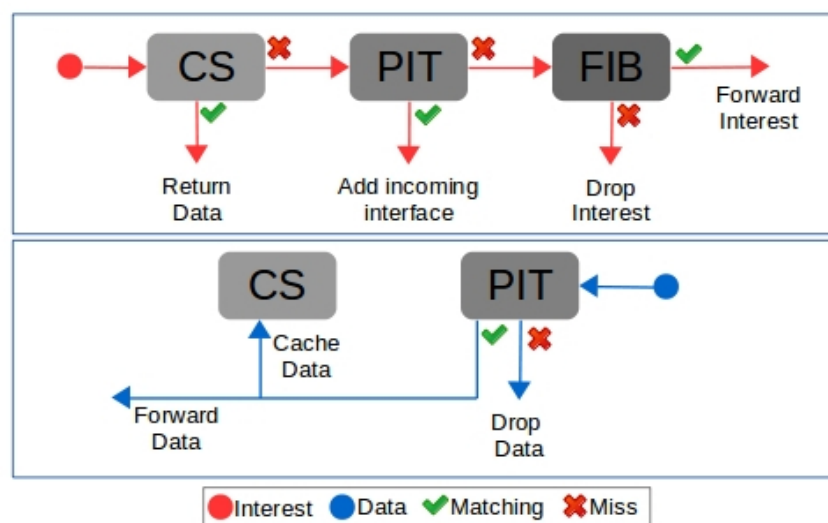 CS
PIT
FIB
Forward
Interest
Return
Data
Add incoming
interface
Drop
Interest
CS
PIT
Cache
Data
Forward
Data
Drop
Data
Interest
Data
Matching
Miss